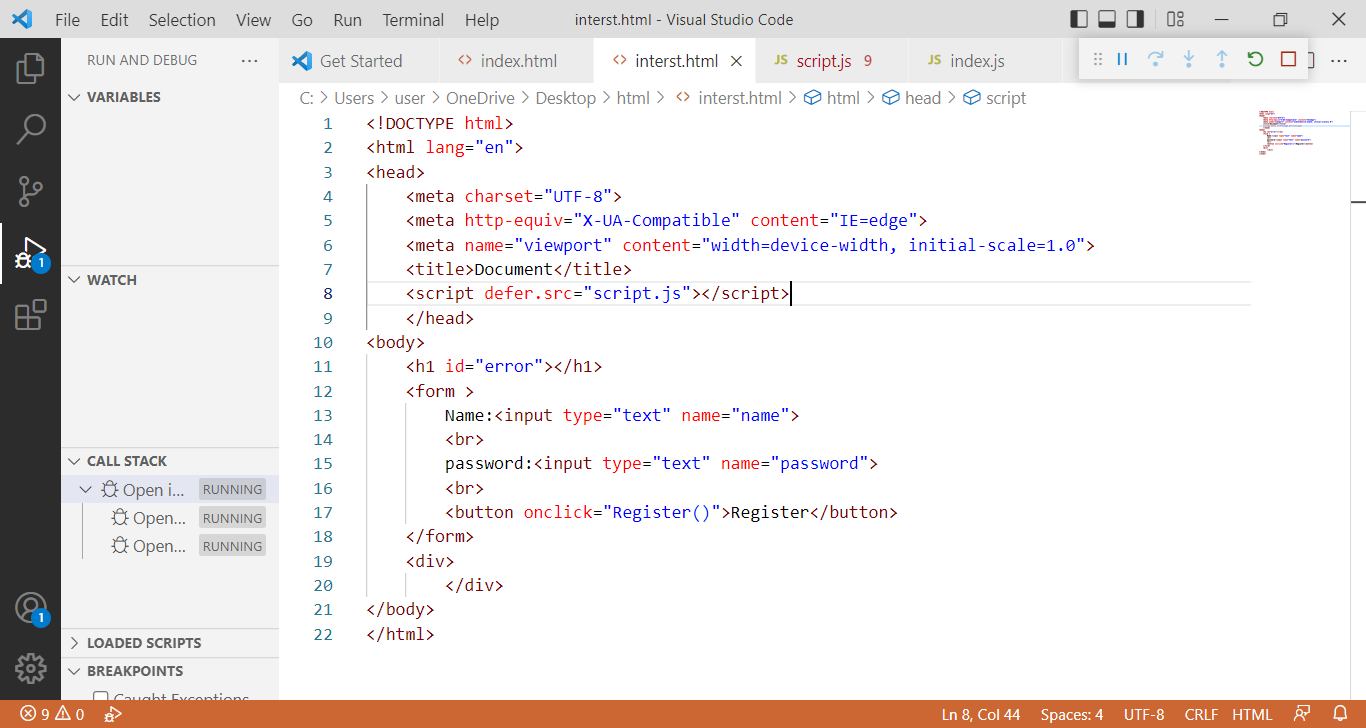 File Edit Selection View Go Run Terminal Help interst.html - Visual Studio Code
RUN AND DEBUG ...
Get Started
<> index.html
<> interst.html
JS script.js 9
JS index.js
VARIABLES
C: > Users > user > OneDrive > Desktop > html > <> interst.html > html > head > script
1 <!DOCTYPE html>
2 <html lang="en">
3 <head>
4 <meta charset="UTF-8">
5 <meta http-equiv="X-UA-Compatible" content="IE=edge">
6 <meta name="viewport" content="width=device-width, initial-scale=1.0">
7 <title>Document</title>
8 <script defer.src="script.js"></script>
9 </head>
10 <body>
11 <h1 id="error"></h1>
12 <form >
13 Name:<input type="text" name="name">
14 <br>
15 password:<input type="text" name="password">
16 <br>
17 <button onclick="Register()">Register</button>
18 </form>
19 <div>
20 </div>
21 </body>
22 </html>
WATCH
CALL STACK
Open i... RUNNING
Open... RUNNING
Open... RUNNING
LOADED SCRIPTS
BREAKPOINTS
Caught Exceptions
1
1
9 0
Ln 8, Col 44 Spaces: 4 UTF-8 CRLF HTML